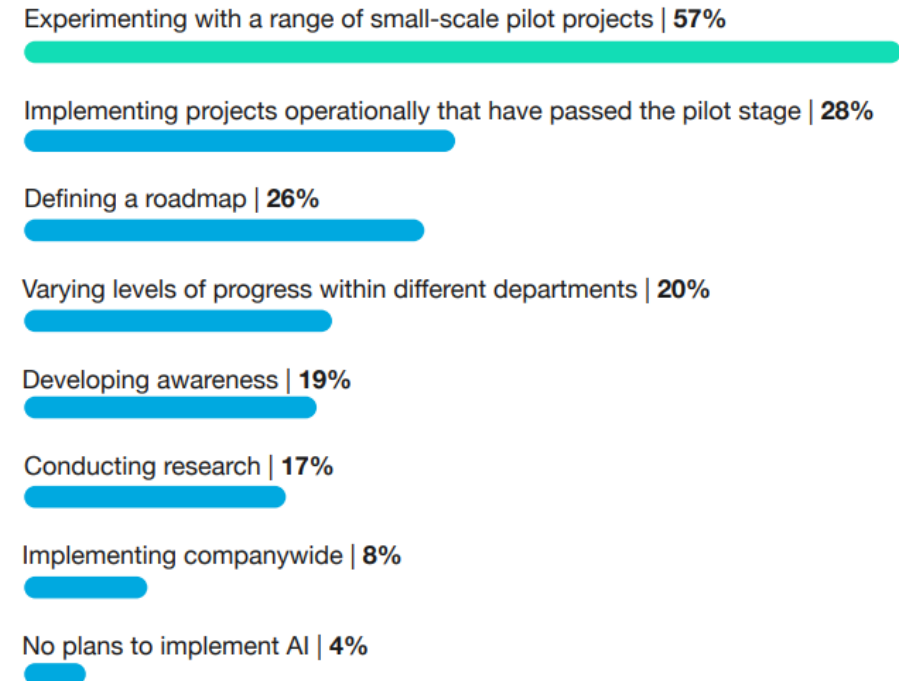 Experimenting with a range of small-scale pilot projects | 57%
Implementing projects operationally that have passed the pilot stage | 28%
Defining a roadmap | 26%
Varying levels of progress within different departments | 20%
Developing awareness | 19%
Conducting research | 17%
Implementing companywide | 8%
No plans to implement AI | 4%